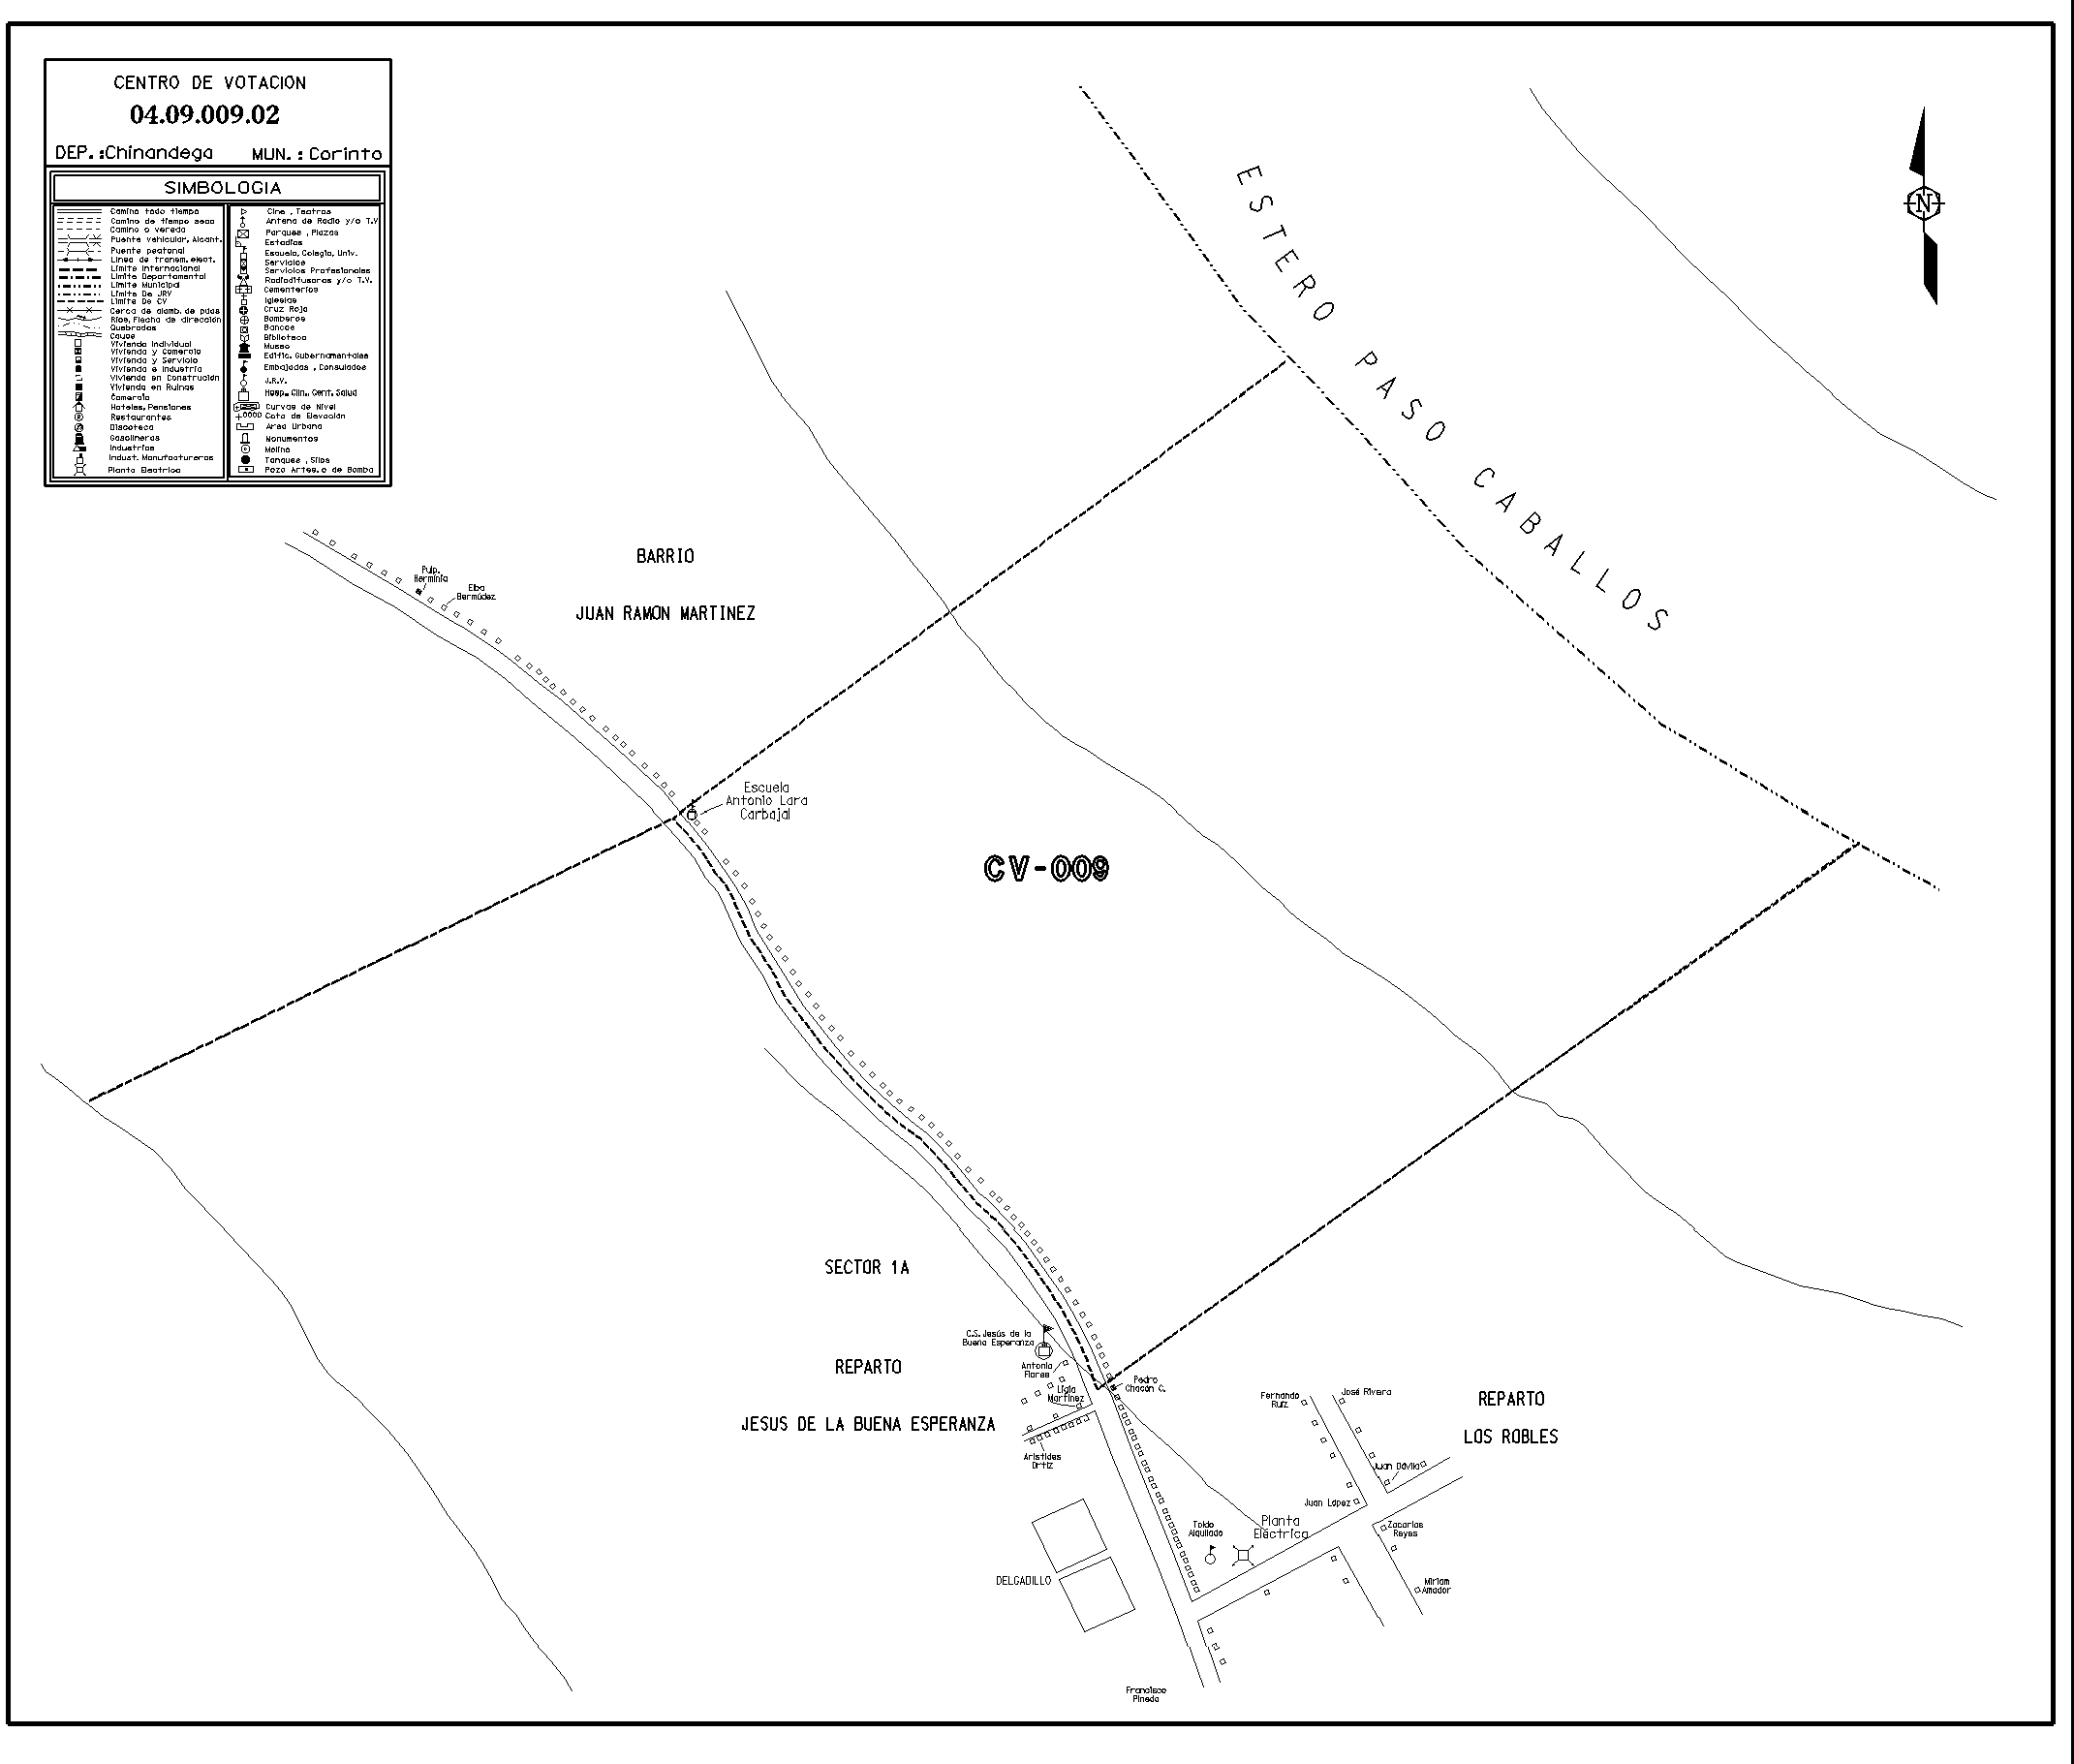 CENTRO DE VOTACION
04.09.009.02
DEP.:Chinandega MUN.: Corinto
SIMBOLOGIA
Camino todo tiempo
Camino de tiempo seco
Camino o vereda
Puente vehicular, Alcant.
Puente peatonal
Linea de transm. elect.
Limite Internacional
Limite Departamental
Limite Municipal
Limite De JRV
Limite De CV
Cerca de alamb. de puas
Rios, Flecha de dirección
Quebradas
Cauce
Vivienda Individual
Vivienda y Comercio
Vivienda y Servicio
Vivienda e Industria
Vivienda en Construción
Vivienda en Ruinas
Comercio
Hoteles, Pensiones
Restaurantes
Discoteca
Gasolineras
Industrias
Indust. Manufactureras
Planta Electrica
Cine , Teatros
Antena de Radio y/o T.V
Parques , Plazas
Estadios
Escuela, Colegio, Univ.
Servicios
Servicios Profesionales
Radiodifusoras y/o T.V.
Cementerios
Iglesias
Cruz Roja
Bomberos
Bancos
Biblioteca
Museo
Edific. Gubernamentales
Embajadas , Consulados
J.R.V.
Hosp., Clin., Cent. Salud
Curvas de Nivel
Cota de Elevación
Area Urbana
Monumentos
Molino
Tanques , Silos
Pozo Artes. o de Bomba
N
ESTERO PASO CABALLOS
BARRIO
JUAN RAMON MARTINEZ
Pulp.
Herminia
Elba
Bermúdez
Escuela
Antonio Lara
Carbajal
CV-009
SECTOR 1A
C.S. Jesús de la
Buena Esperanza
REPARTO
JESUS DE LA BUENA ESPERANZA
Antonia
Flores
Ligia
Martínez
Pedro
Chacón C.
Aristides
Ortiz
Fernando
Ruiz
José Rivera
REPARTO
LOS ROBLES
Juan Dávila
Juan López
Zacarías
Reyes
Toldo
Alquilado
Planta
Eléctrica
Miriam
Amador
DELGADILLO
Francisco
Pineda